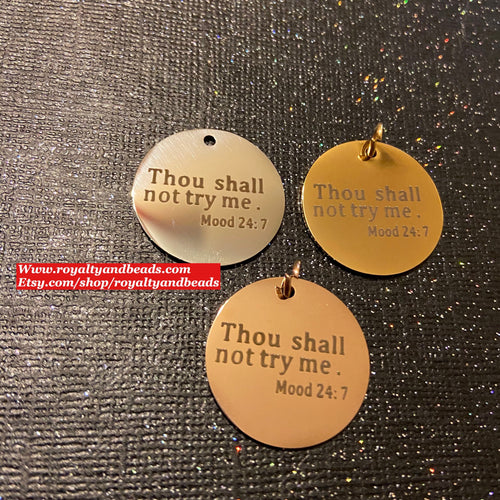 Thou shall
not try me.
Mood 24:7
Thou shall
not try me.
Mood 24:7
Www.royaltyandbeads.com
Etsy.com/shop/royaltyandbeads
Thou shall
not try me.
Mood 24:7